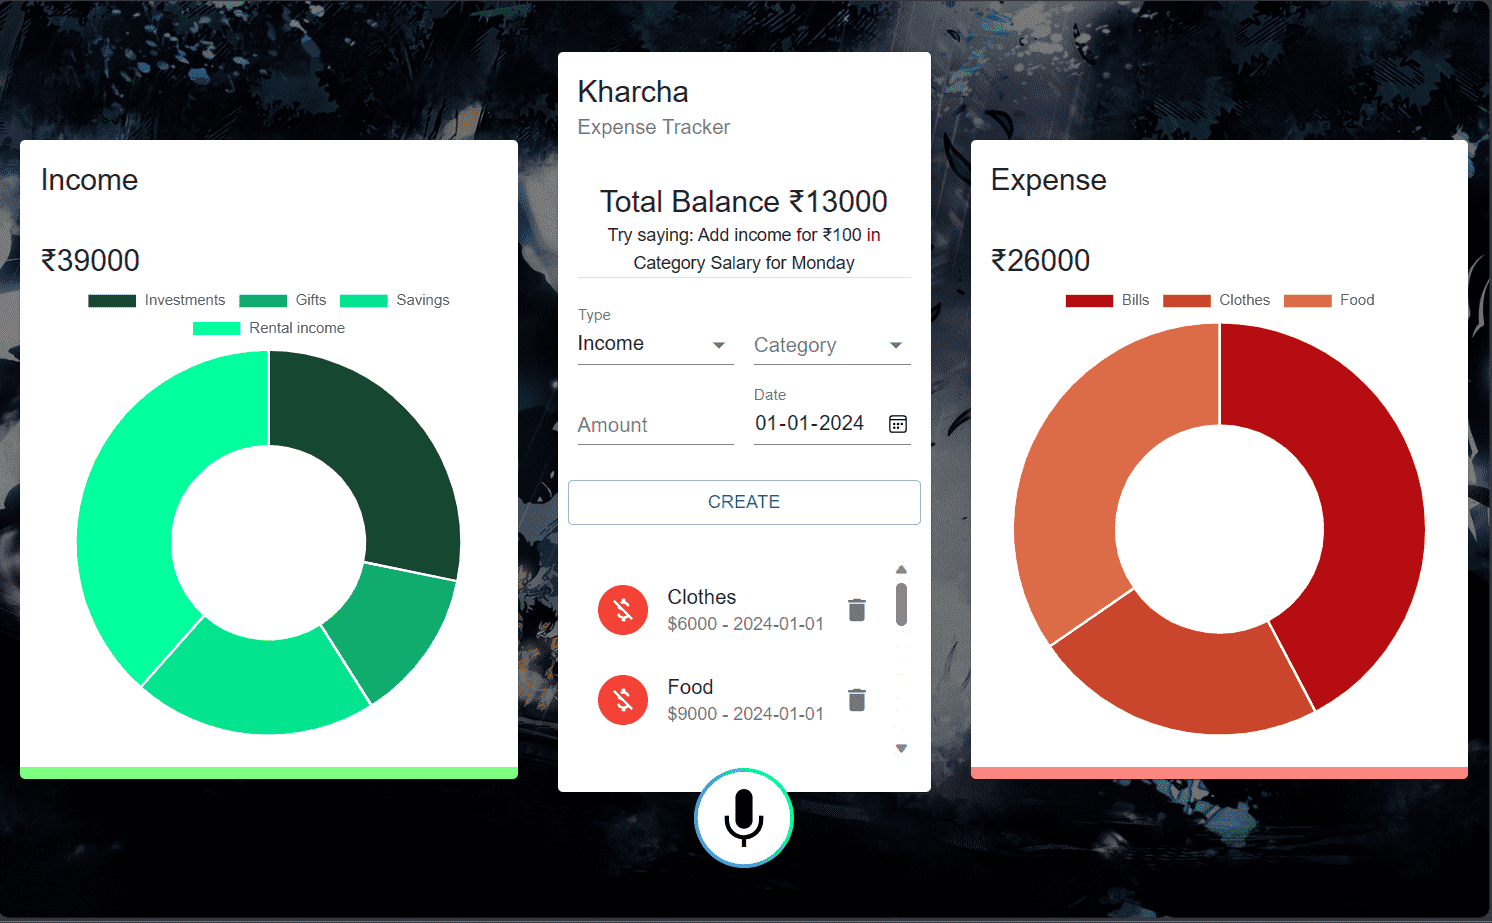 Income
₹39000
Investments Gifts Savings
Rental income
Kharcha
Expense Tracker
Total Balance ₹13000
Try saying: Add income for ₹100 in
Category Salary for Monday
Type
Income
Category
Amount
Date
01-01-2024
CREATE
Clothes
$6000 - 2024-01-01
Food
$9000 - 2024-01-01
Expense
₹26000
Bills Clothes Food